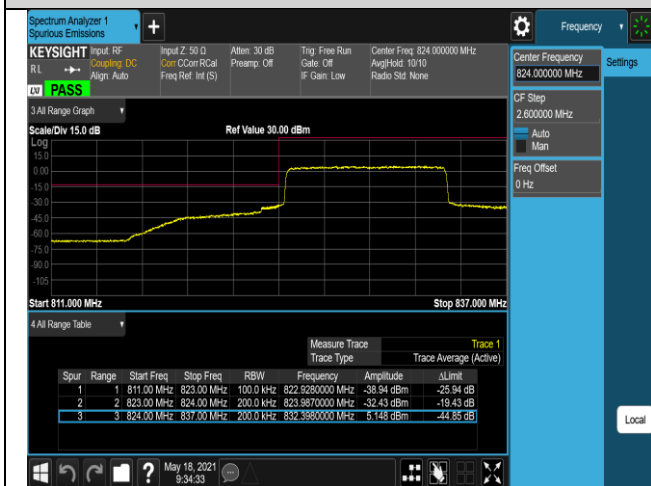 Spectrum Analyzer 1
Spurious Emissions
+
Frequency
KEYSIGHT
RL
LXI PASS
Input: RF
Coupling: DC
Align: Auto
Input Z: 50 Ω
Corr CCorr RCal
Freq Ref: Int (S)
Atten: 30 dB
Preamp: Off
Trig: Free Run
Gate: Off
IF Gain: Low
Center Freq: 824.000000 MHz
Avg|Hold: 10/10
Radio Std: None
Center Frequency
824.000000 MHz
Settings
CF Step
2.600000 MHz
Auto
Man
Freq Offset
0 Hz
3 All Range Graph
Scale/Div 15.0 dB
Ref Value 30.00 dBm
Log
15.0
0.00
-15.0
-30.0
-45.0
-60.0
-75.0
-90.0
-105
Start 811.000 MHz
Stop 837.000 MHz
4 All Range Table
Measure Trace Trace 1
Trace Type Trace Average (Active)
Spur Range Start Freq Stop Freq RBW Frequency Amplitude ΔLimit
1 1 811.00 MHz 823.00 MHz 100.0 kHz 822.9280000 MHz -38.94 dBm -25.94 dB
2 2 823.00 MHz 824.00 MHz 200.0 kHz 823.9870000 MHz -32.43 dBm -19.43 dB
3 3 824.00 MHz 837.00 MHz 200.0 kHz 832.3980000 MHz 5.148 dBm -44.85 dB
Local
?
May 18, 2021
9:34:33